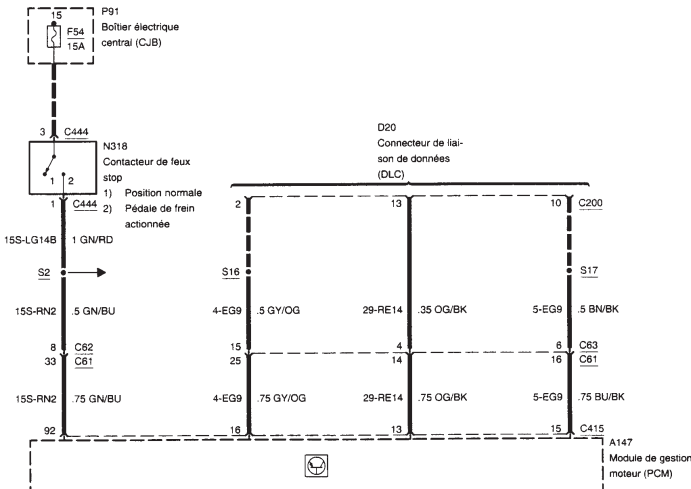 15
P91
F54
15A
Boîtier électrique
central (CJB)
3 C444
N318
Contacteur de feux
stop
1) Position normale
2) Pédale de frein
actionnée
1 2
1 C444
D20
Connecteur de liai-
son de données
(DLC)
2 13 10 C200
15S-LG14B 1 GN/RD
S2 S16 S17
15S-RN2 .5 GN/BU 4-EG9 .5 GY/OG 29-RE14 .35 OG/BK 5-EG9 .5 BN/BK
8 C62 15 4 6 C63
33 C61 25 14 16 C61
15S-RN2 .75 GN/BU 4-EG9 .75 GY/OG 29-RE14 .75 OG/BK 5-EG9 .75 BU/BK
92 16 13 15 C415
A147
Module de gestion
moteur (PCM)